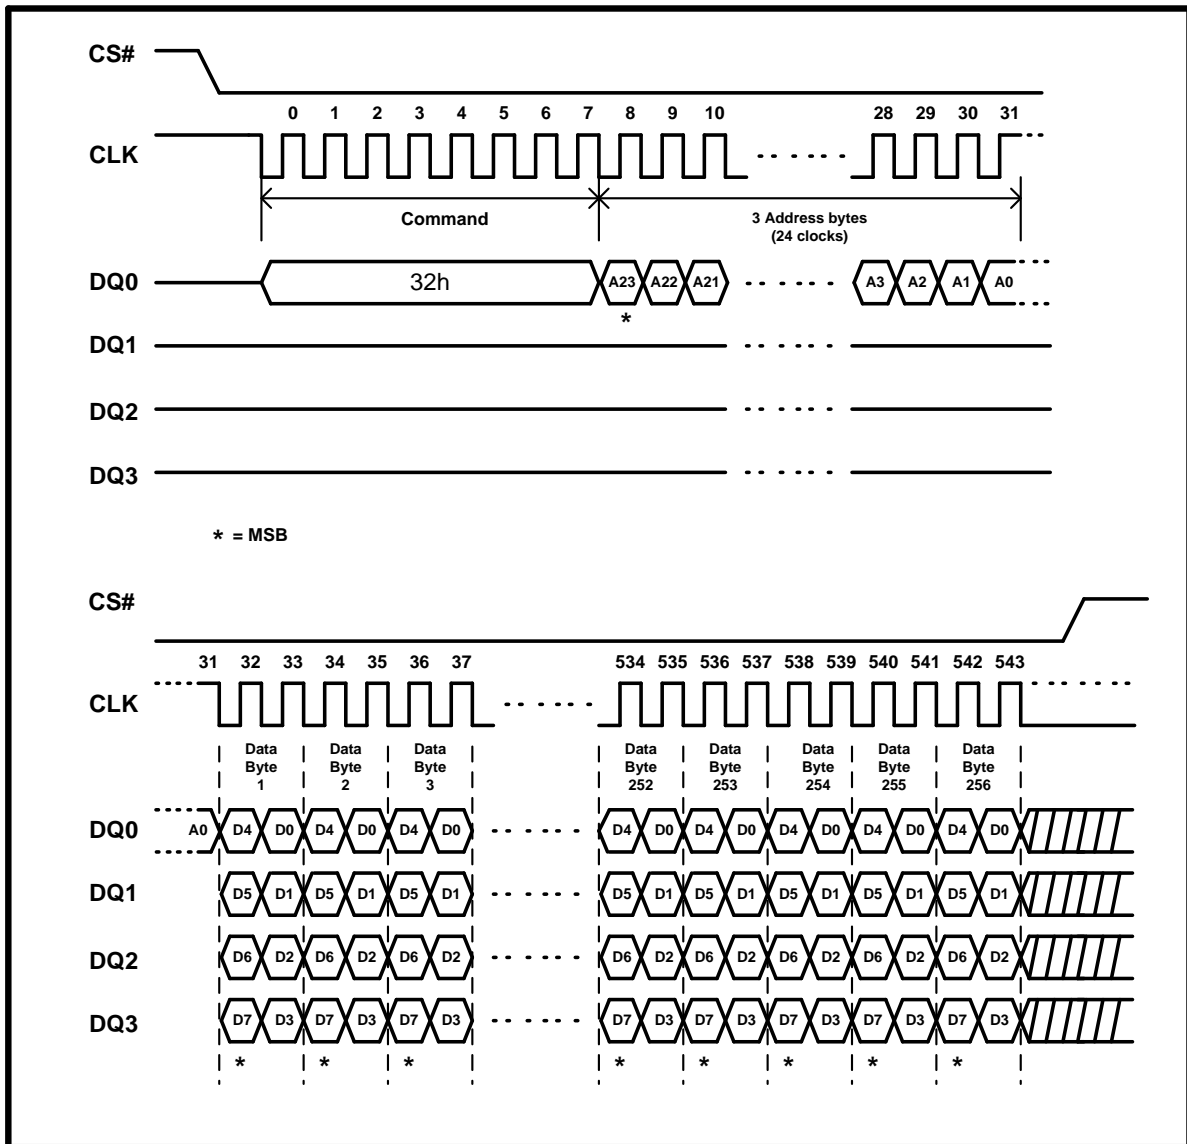 CS#
0 1 2 3 4 5 6 7 8 9 10 28 29 30 31
CLK
Command
3 Address bytes
(24 clocks)
DQ0 32h A23 A22 A21 A3 A2 A1 A0
*
DQ1
DQ2
DQ3
* = MSB
CS#
31 32 33 34 35 36 37 534 535 536 537 538 539 540 541 542 543
CLK
Data Byte 1
Data Byte 2
Data Byte 3
Data Byte 252
Data Byte 253
Data Byte 254
Data Byte 255
Data Byte 256
DQ0 A0 D4 D0 D4 D0 D4 D0 D4 D0 D4 D0 D4 D0 D4 D0 D4 D0
DQ1 D5 D1 D5 D1 D5 D1 D5 D1 D5 D1 D5 D1 D5 D1 D5 D1
DQ2 D6 D2 D6 D2 D6 D2 D6 D2 D6 D2 D6 D2 D6 D2 D6 D2
DQ3 D7 D3 D7 D3 D7 D3 D7 D3 D7 D3 D7 D3 D7 D3 D7 D3
* * * * * * * *